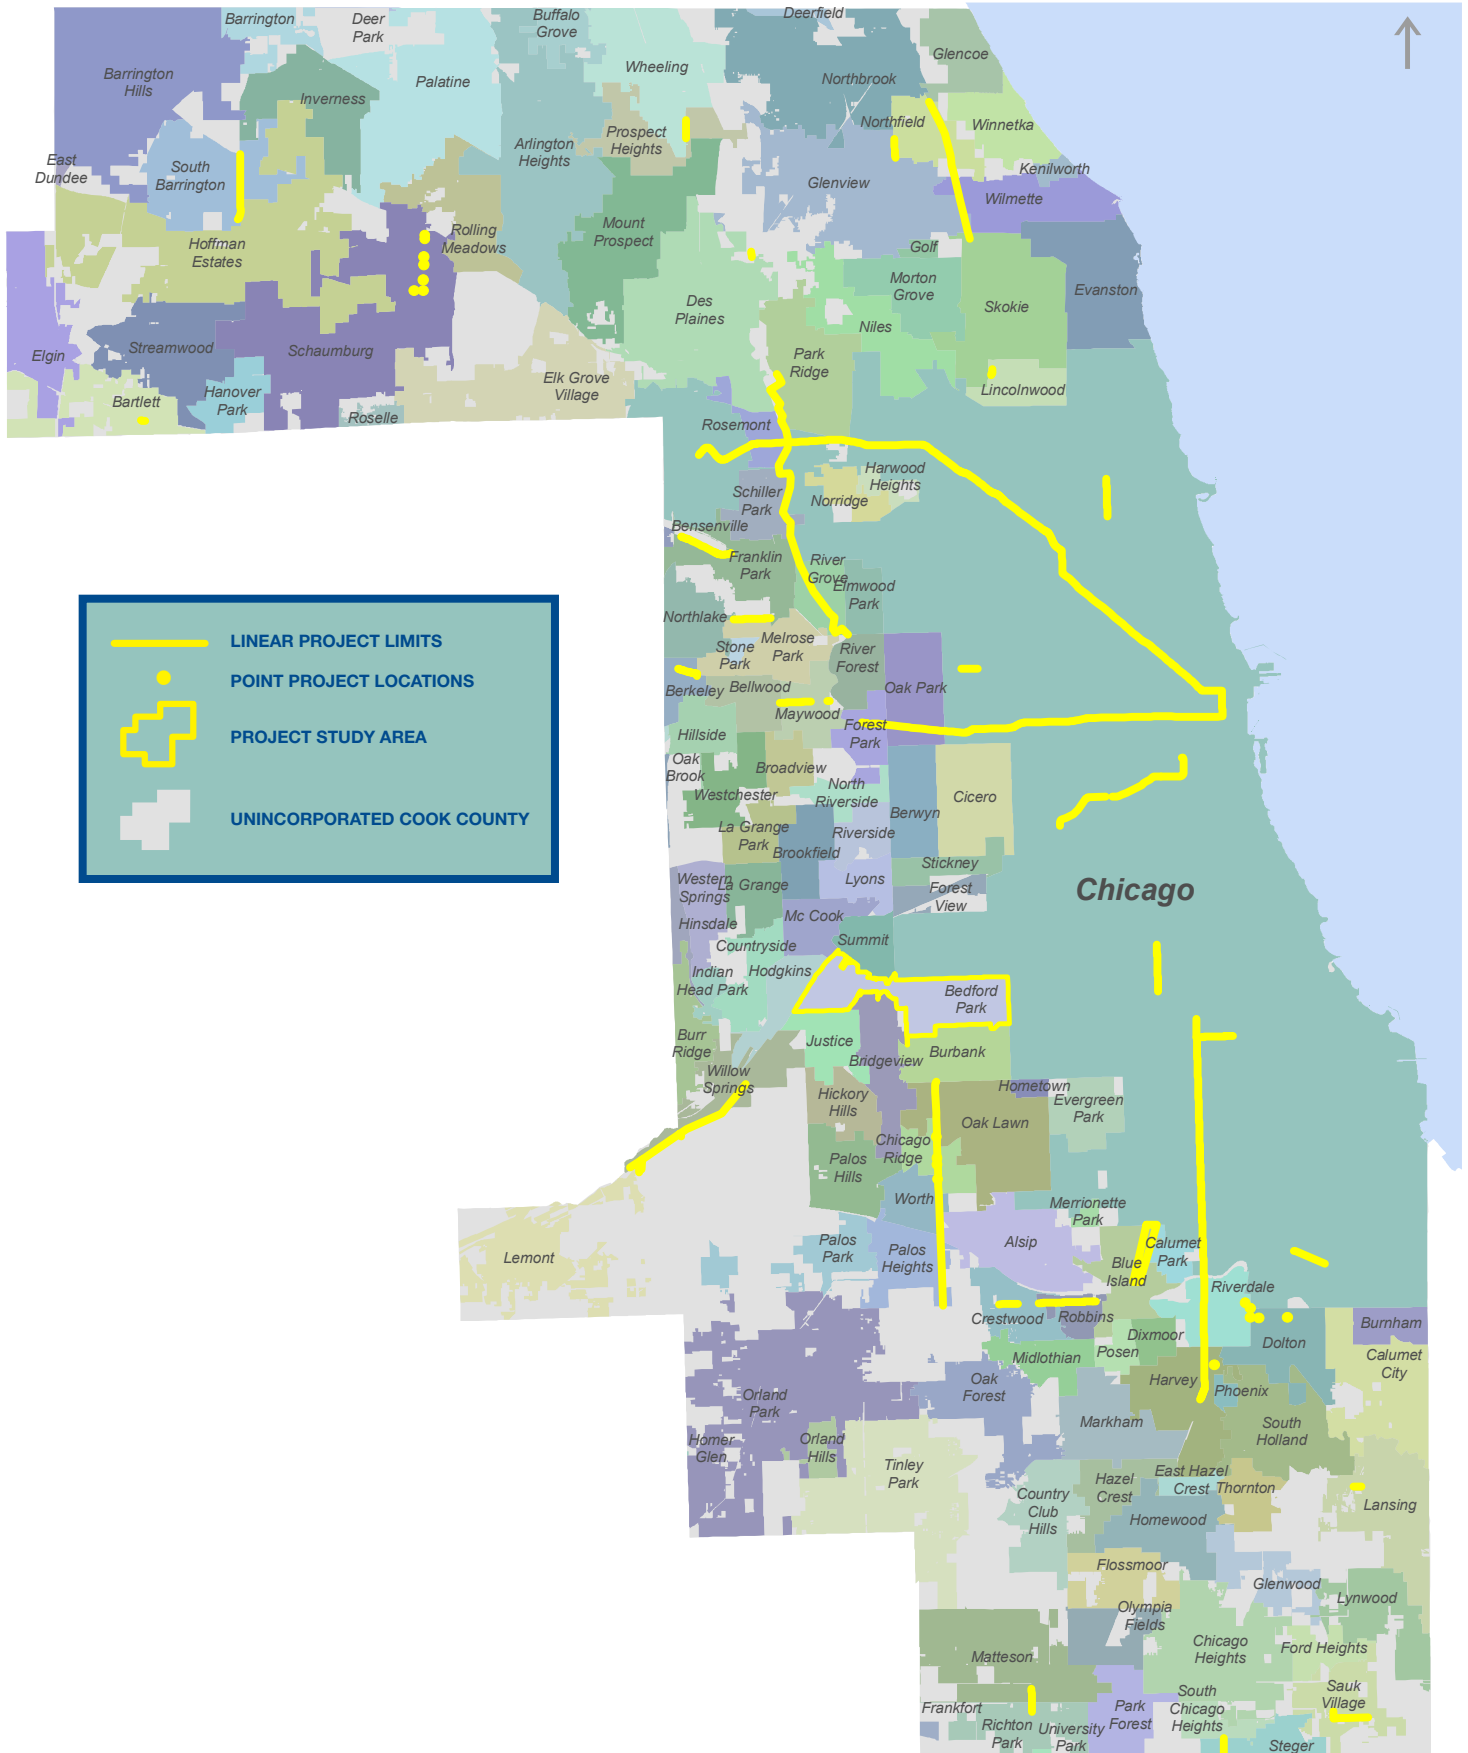 Barrington
Deer
Park
Buffalo
Grove
Deerfield
Glencoe
Barrington
Hills
Palatine
Wheeling
Northbrook
Inverness
Northfield
Winnetka
Prospect
Heights
Arlington
Heights
East
Dundee
South
Barrington
Glenview
Kenilworth
Wilmette
Hoffman
Estates
Rolling
Meadows
Mount
Prospect
Golf
Morton
Grove
Skokie
Evanston
Des
Plaines
Niles
Elgin
Streamwood
Schaumburg
Park
Ridge
Elk Grove
Village
Lincolnwood
Bartlett
Hanover
Park
Roselle
Rosemont
Harwood
Heights
Norridge
Schiller
Park
Bensenville
Franklin
Park
River
Grove
Elmwood
Park
Northlake
Melrose
Park
Stone
Park
River
Forest
Oak Park
Berkeley
Bellwood
Maywood
Forest
Park
Hillside
Oak
Brook
Broadview
North
Riverside
Westchester
Cicero
Berwyn
La Grange
Park
Riverside
Brookfield
Stickney
Western
Springs
La Grange
Lyons
Forest
View
Chicago
Mc Cook
Hinsdale
Summit
Countryside
Indian
Head Park
Hodgkins
Bedford
Park
Burr
Ridge
Justice
Bridgeview
Burbank
Willow
Springs
Hickory
Hills
Hometown
Evergreen
Park
Oak Lawn
Chicago
Ridge
Palos
Hills
Worth
Merrionette
Park
Lemont
Palos
Park
Palos
Heights
Alsip
Calumet
Park
Blue
Island
Riverdale
Crestwood
Robbins
Burnham
Dixmoor
Dolton
Posen
Midlothian
Calumet
City
Oak
Forest
Harvey
Phoenix
Orland
Park
Markham
South
Holland
Homer
Glen
Orland
Hills
Tinley
Park
Country
Club
Hills
Hazel
Crest
East Hazel
Crest
Thornton
Lansing
Homewood
Flossmoor
Glenwood
Lynwood
Olympia
Fields
Chicago
Heights
Ford Heights
Matteson
Sauk
Village
South
Chicago
Heights
Frankfort
Richton
Park
University
Park
Park
Forest
Steger
LINEAR PROJECT LIMITS
POINT PROJECT LOCATIONS
PROJECT STUDY AREA
UNINCORPORATED COOK COUNTY